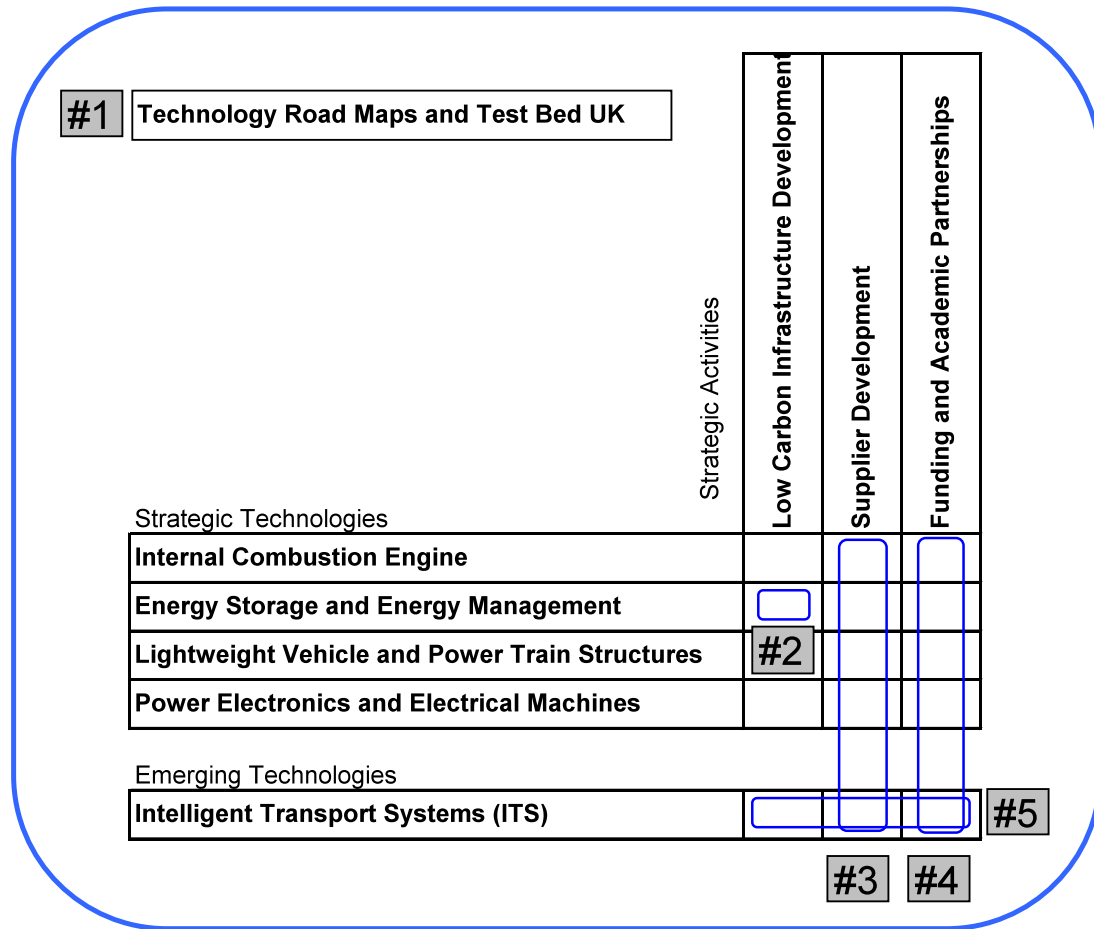 #1 Technology Road Maps and Test Bed UK
Strategic Activities
Low Carbon Infrastructure Development
Supplier Development
Funding and Academic Partnerships
Strategic Technologies
Internal Combustion Engine
Energy Storage and Energy Management
#2
Lightweight Vehicle and Power Train Structures
Power Electronics and Electrical Machines
Emerging Technologies
Intelligent Transport Systems (ITS)
#5
#3
#4